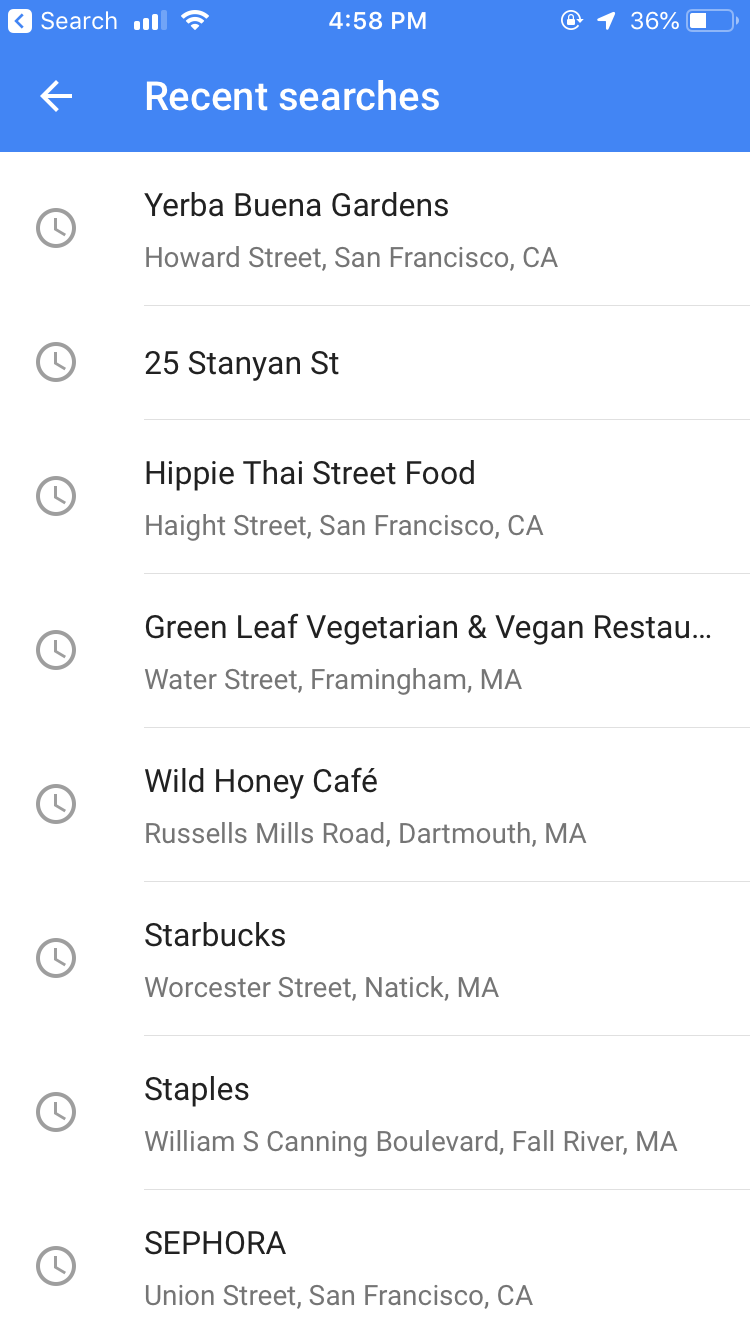 Search 4:58 PM 36%
Recent searches
Yerba Buena Gardens
Howard Street, San Francisco, CA
25 Stanyan St
Hippie Thai Street Food
Haight Street, San Francisco, CA
Green Leaf Vegetarian & Vegan Restau...
Water Street, Framingham, MA
Wild Honey Café
Russells Mills Road, Dartmouth, MA
Starbucks
Worcester Street, Natick, MA
Staples
William S Canning Boulevard, Fall River, MA
SEPHORA
Union Street, San Francisco, CA